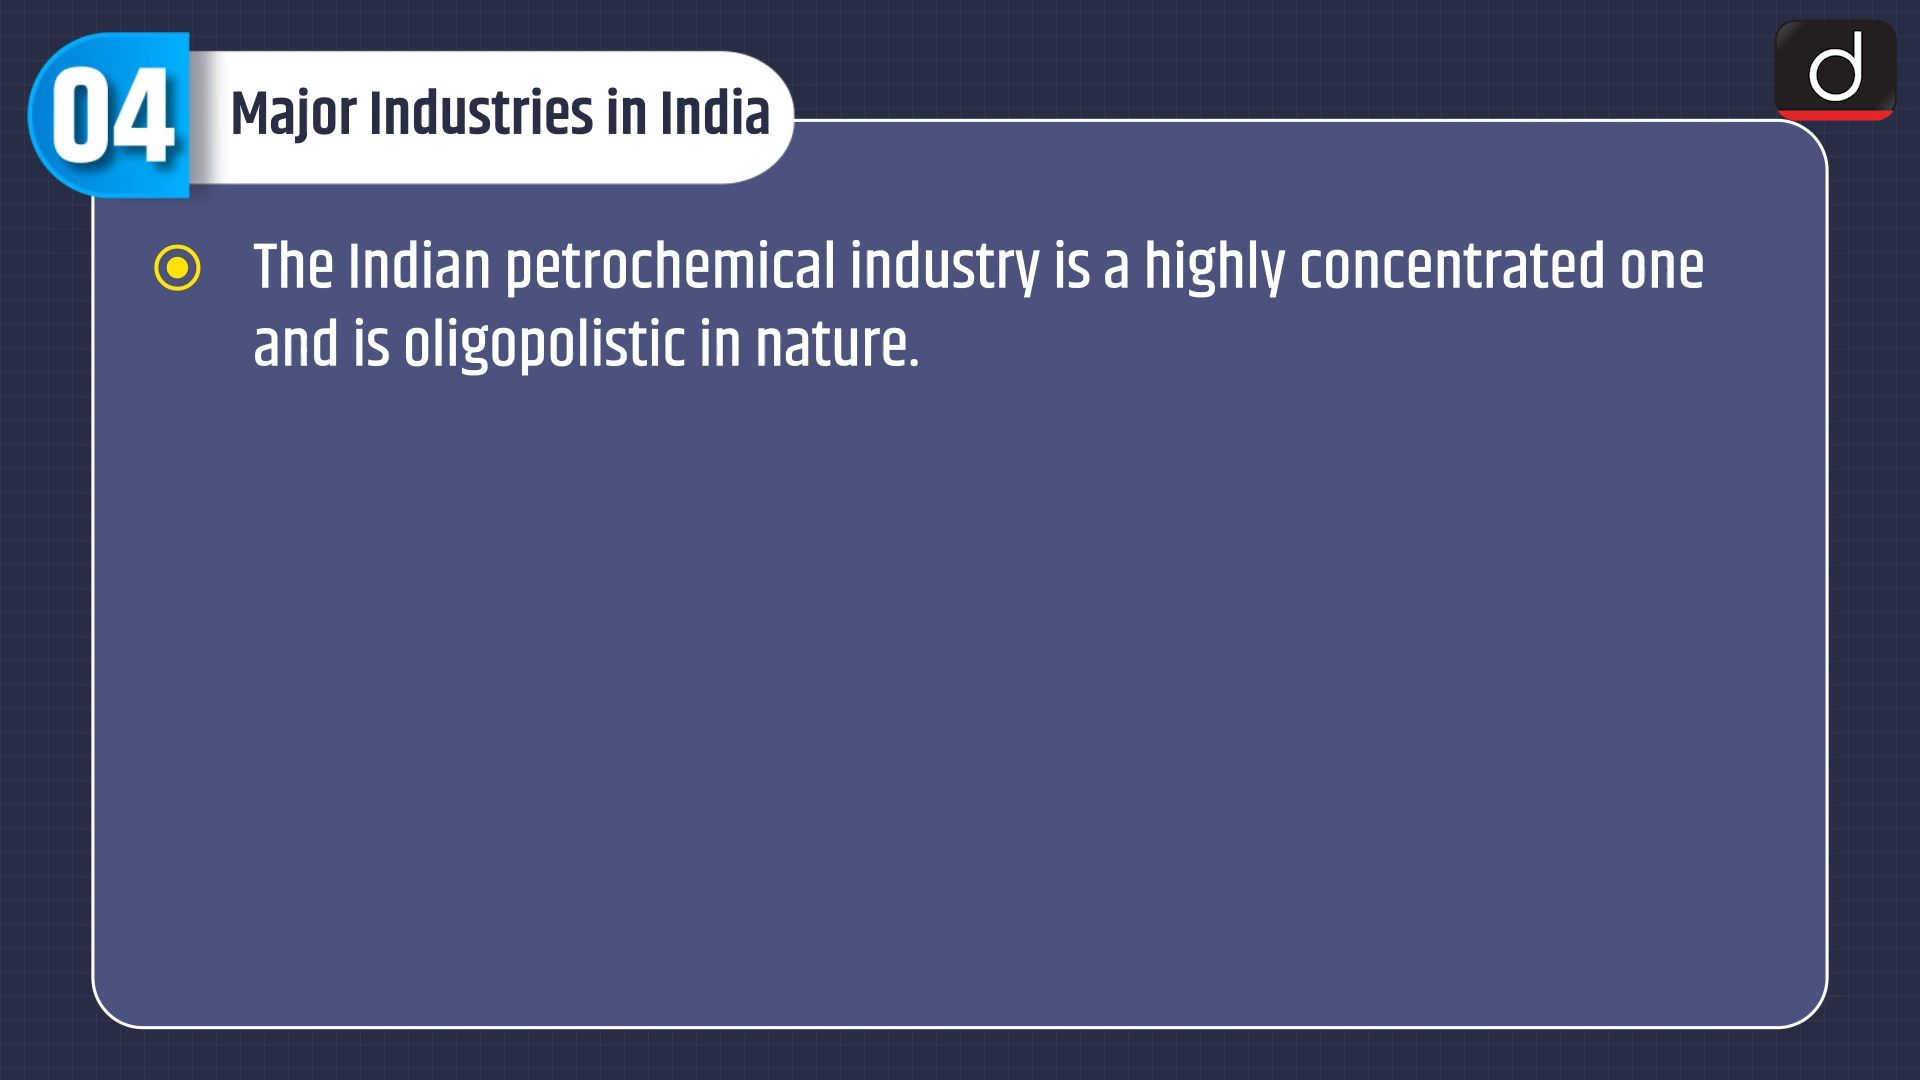 04
Major Industries in India
d
The Indian petrochemical industry is a highly concentrated one
and is oligopolistic in nature.